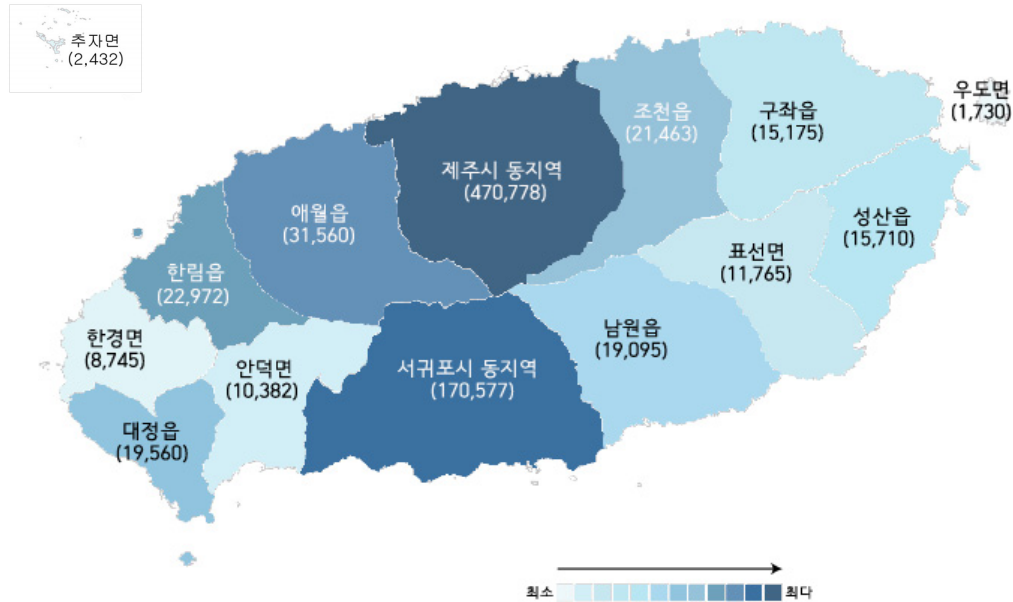 추자면
(2,432)
우도면
(1,730)
조천읍
(21,463)
구좌읍
(15,175)
제주시 동지역
(470,778)
애월읍
(31,560)
성산읍
(15,710)
표선면
(11,765)
한림읍
(22,972)
한경면
(8,745)
남원읍
(19,095)
안덕면
(10,382)
서귀포시 동지역
(170,577)
대정읍
(19,560)
최소 최다